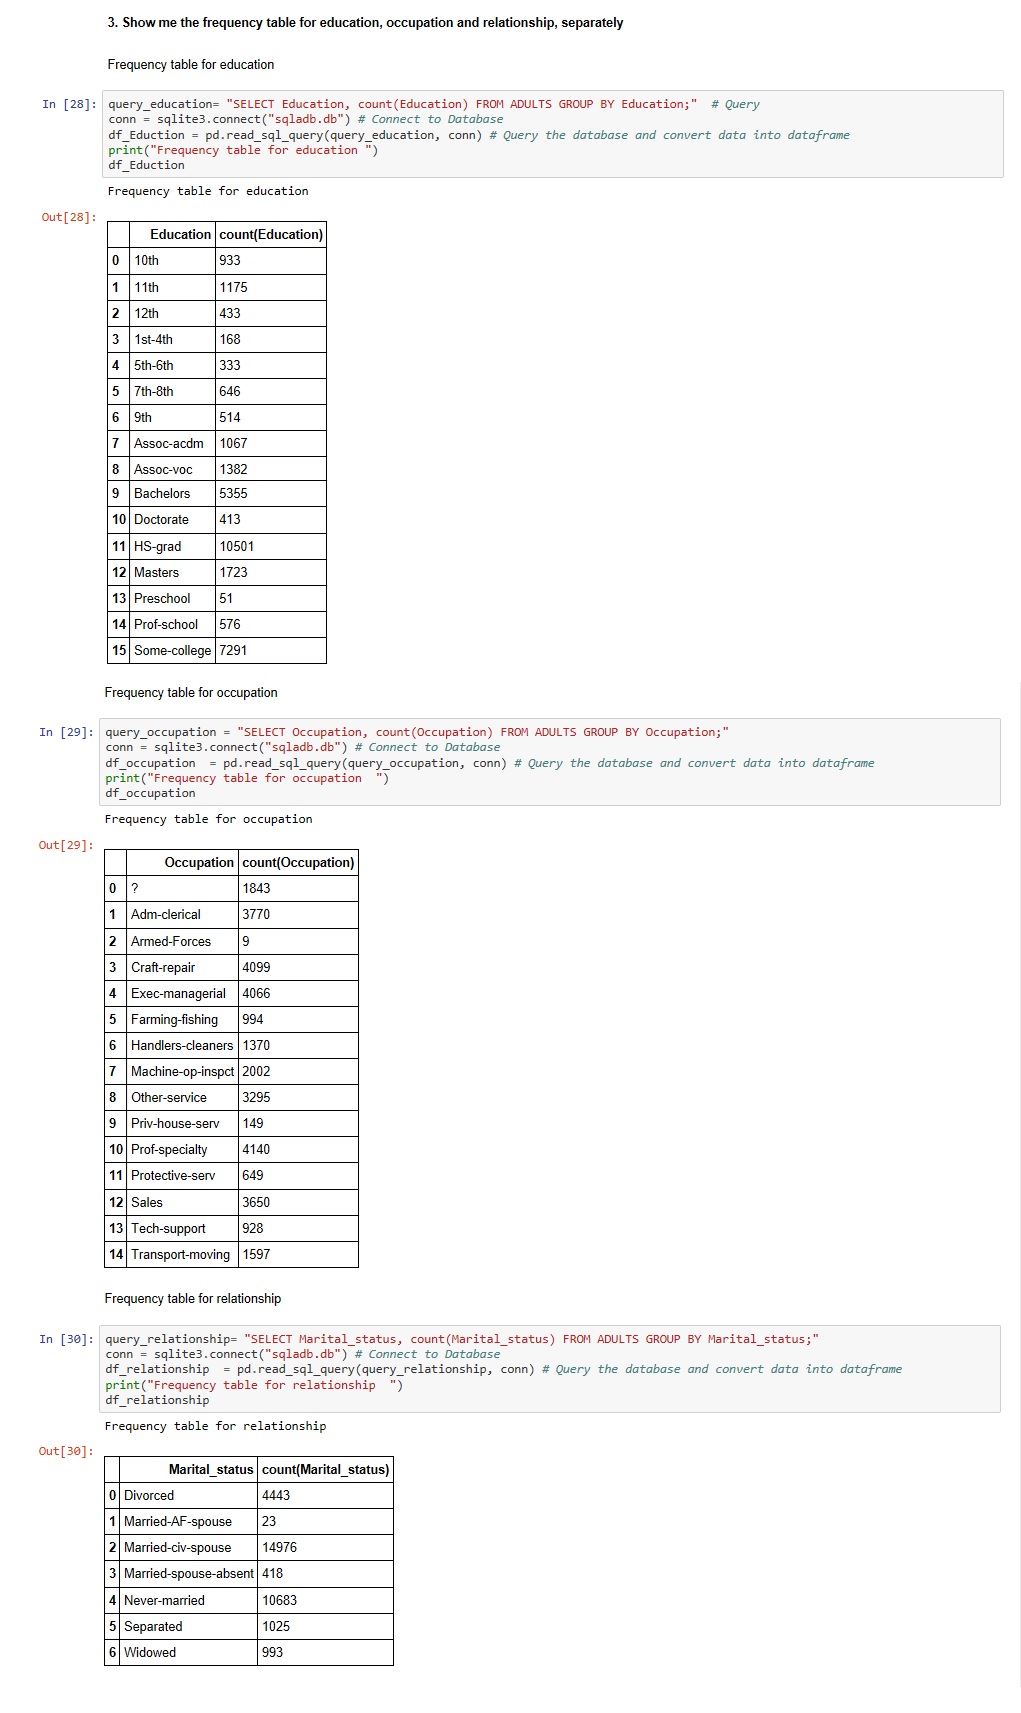 3. Show me the frequency table for education, occupation and relationship, separately
Frequency table for education
In [28]: query_education= "SELECT Education, count(Education) FROM ADULTS GROUP BY Education;"  # Query
conn = sqlite3.connect("sqladb.db") # Connect to Database
df_Eduction = pd.read_sql_query(query_education, conn) # Query the database and convert data into dataframe
print("Frequency table for education ")
df_Eduction
Frequency table for education
Out[28]:
Education count(Education)
0 10th 933
1 11th 1175
2 12th 433
3 1st-4th 168
4 5th-6th 333
5 7th-8th 646
6 9th 514
7 Assoc-acdm 1067
8 Assoc-voc 1382
9 Bachelors 5355
10 Doctorate 413
11 HS-grad 10501
12 Masters 1723
13 Preschool 51
14 Prof-school 576
15 Some-college 7291
Frequency table for occupation
In [29]: query_occupation = "SELECT Occupation, count(Occupation) FROM ADULTS GROUP BY Occupation;"
conn = sqlite3.connect("sqladb.db") # Connect to Database
df_occupation  = pd.read_sql_query(query_occupation, conn) # Query the database and convert data into dataframe
print("Frequency table for occupation  ")
df_occupation
Frequency table for occupation
Out[29]:
Occupation count(Occupation)
0 ? 1843
1 Adm-clerical 3770
2 Armed-Forces 9
3 Craft-repair 4099
4 Exec-managerial 4066
5 Farming-fishing 994
6 Handlers-cleaners 1370
7 Machine-op-inspct 2002
8 Other-service 3295
9 Priv-house-serv 149
10 Prof-specialty 4140
11 Protective-serv 649
12 Sales 3650
13 Tech-support 928
14 Transport-moving 1597
Frequency table for relationship
In [30]: query_relationship= "SELECT Marital_status, count(Marital_status) FROM ADULTS GROUP BY Marital_status;"
conn = sqlite3.connect("sqladb.db") # Connect to Database
df_relationship  = pd.read_sql_query(query_relationship, conn) # Query the database and convert data into dataframe
print("Frequency table for relationship  ")
df_relationship
Frequency table for relationship
Out[30]:
Marital_status count(Marital_status)
0 Divorced 4443
1 Married-AF-spouse 23
2 Married-civ-spouse 14976
3 Married-spouse-absent 418
4 Never-married 10683
5 Separated 1025
6 Widowed 993